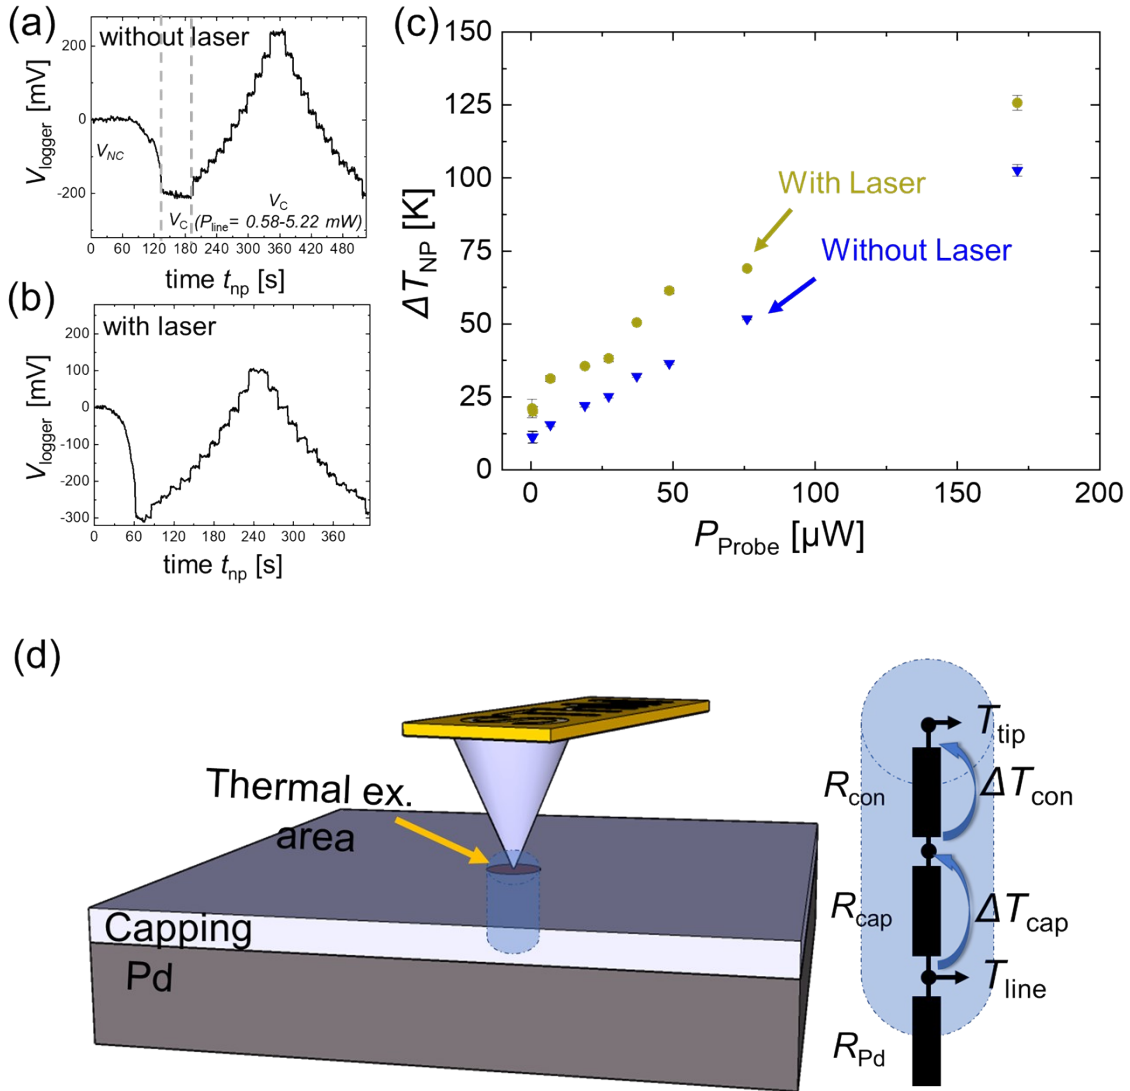 (a)
without laser
200
0
-200
V_logger [mV]
V_NC
V_C
V_C
(P_line= 0.58-5.22 mW)
0 60 120 180 240 300 360 420 480
time t_np [s]
(b)
with laser
200
100
0
-100
-200
-300
V_logger [mV]
0 60 120 180 240 300 360
time t_np [s]
(c)
150
125
100
75
50
25
0
ΔT_NP [K]
With Laser
Without Laser
0 50 100 150 200
P_Probe [µW]
(d)
Thermal ex.
area
Capping
Pd
T_tip
R_con
ΔT_con
R_cap
ΔT_cap
T_line
R_Pd